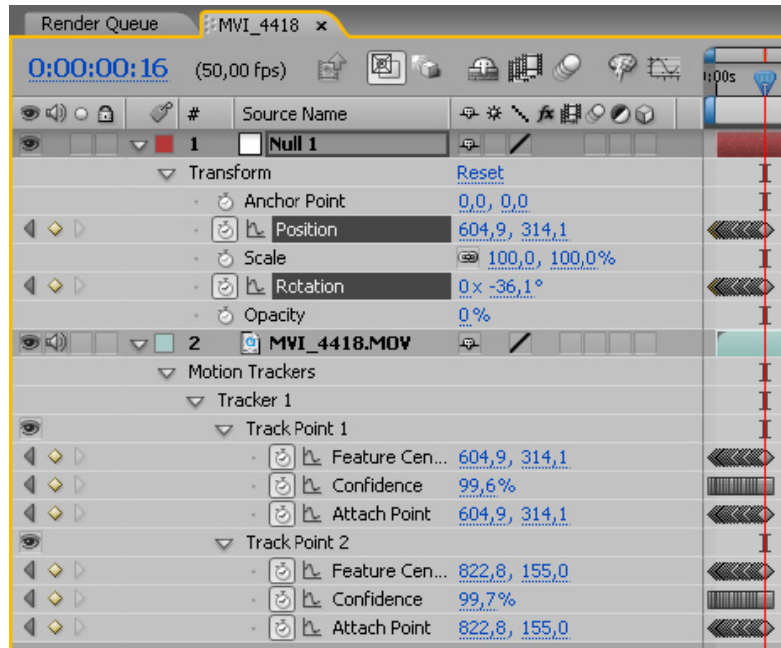 Render Queue MVI_4418 ×
0:00:00:16 (50,00 fps) :00s
# Source Name fx
1 Null 1
Transform Reset
Anchor Point 0,0, 0,0
Position 604,9, 314,1
Scale 100,0, 100,0%
Rotation 0× -36,1°
Opacity 0%
2 MVI_4418.MOV
Motion Trackers
Tracker 1
Track Point 1
Feature Cen... 604,9, 314,1
Confidence 99,6%
Attach Point 604,9, 314,1
Track Point 2
Feature Cen... 822,8, 155,0
Confidence 99,7%
Attach Point 822,8, 155,0